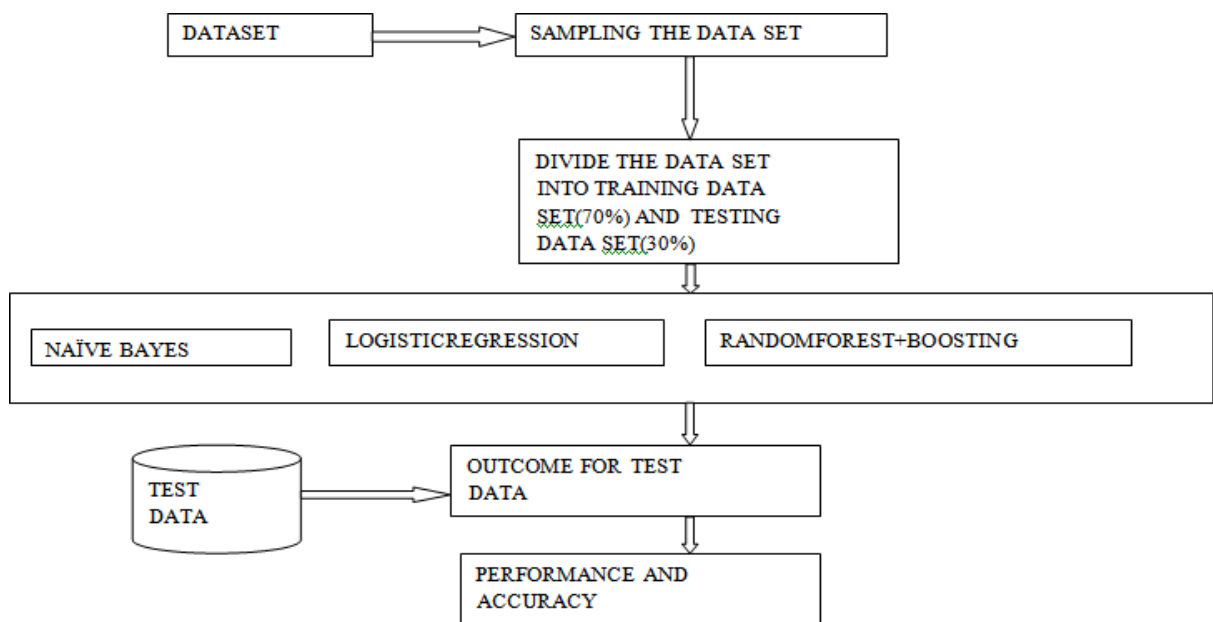 DATASET
SAMPLING THE DATA SET
DIVIDE THE DATA SET
INTO TRAINING DATA
SET(70%) AND TESTING
DATA SET(30%)
NAÏVE BAYES
LOGISTICREGRESSION
RANDOMFOREST+BOOSTING
TEST
DATA
OUTCOME FOR TEST
DATA
PERFORMANCE AND
ACCURACY